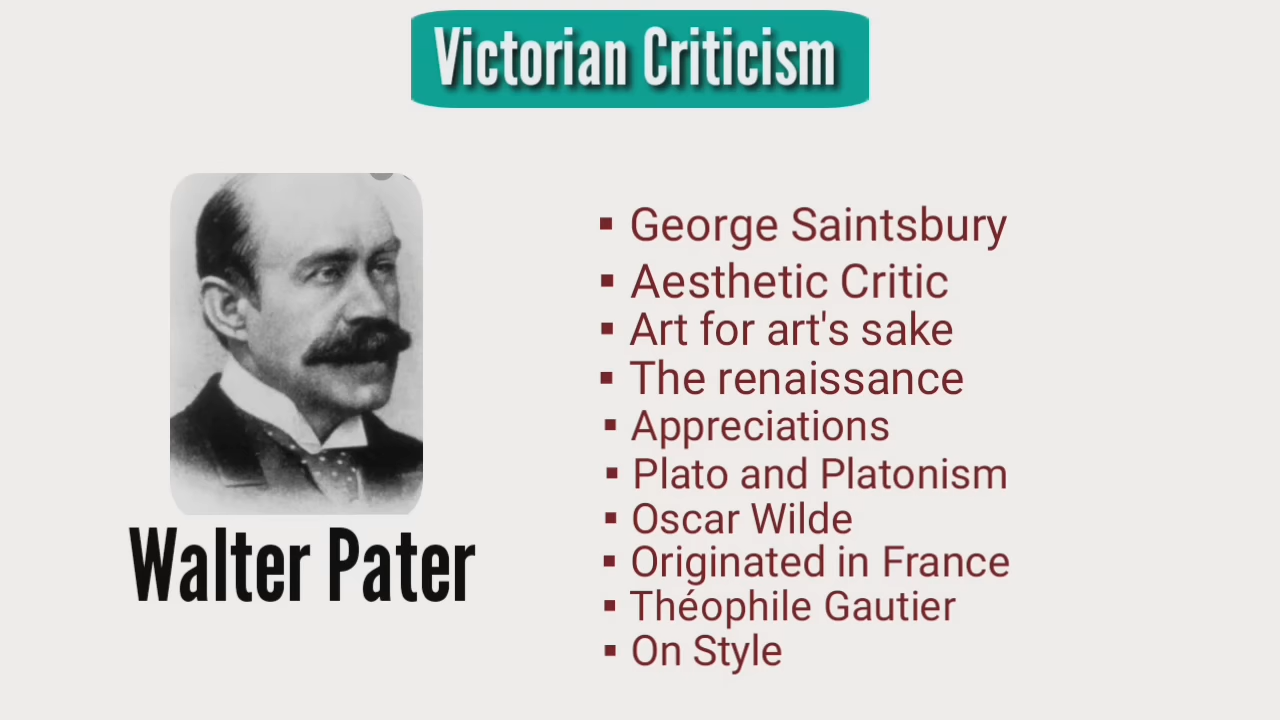 Victorian Criticism
Walter Pater
▪ George Saintsbury
▪ Aesthetic Critic
▪ Art for art's sake
▪ The renaissance
▪ Appreciations
▪ Plato and Platonism
▪ Oscar Wilde
▪ Originated in France
▪ Théophile Gautier
▪ On Style